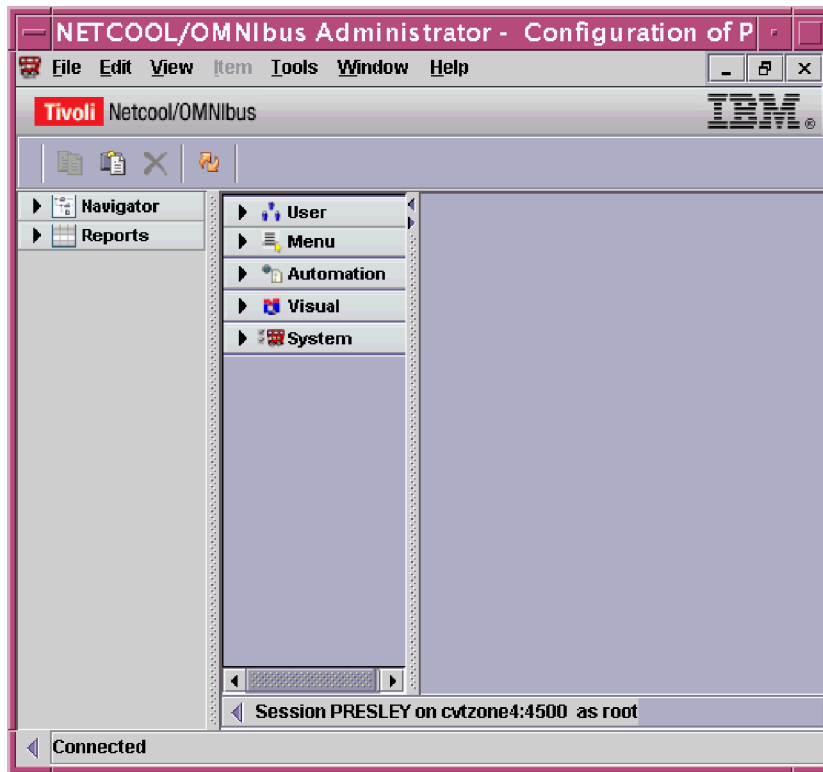 NETCOOL/OMNIbus Administrator - Configuration of P
File Edit View Item Tools Window Help
Tivoli Netcool/OMNIbus
IBM®
Navigator
Reports
User
Menu
Automation
Visual
System
Session PRESLEY on cvtzone4:4500 as root
Connected